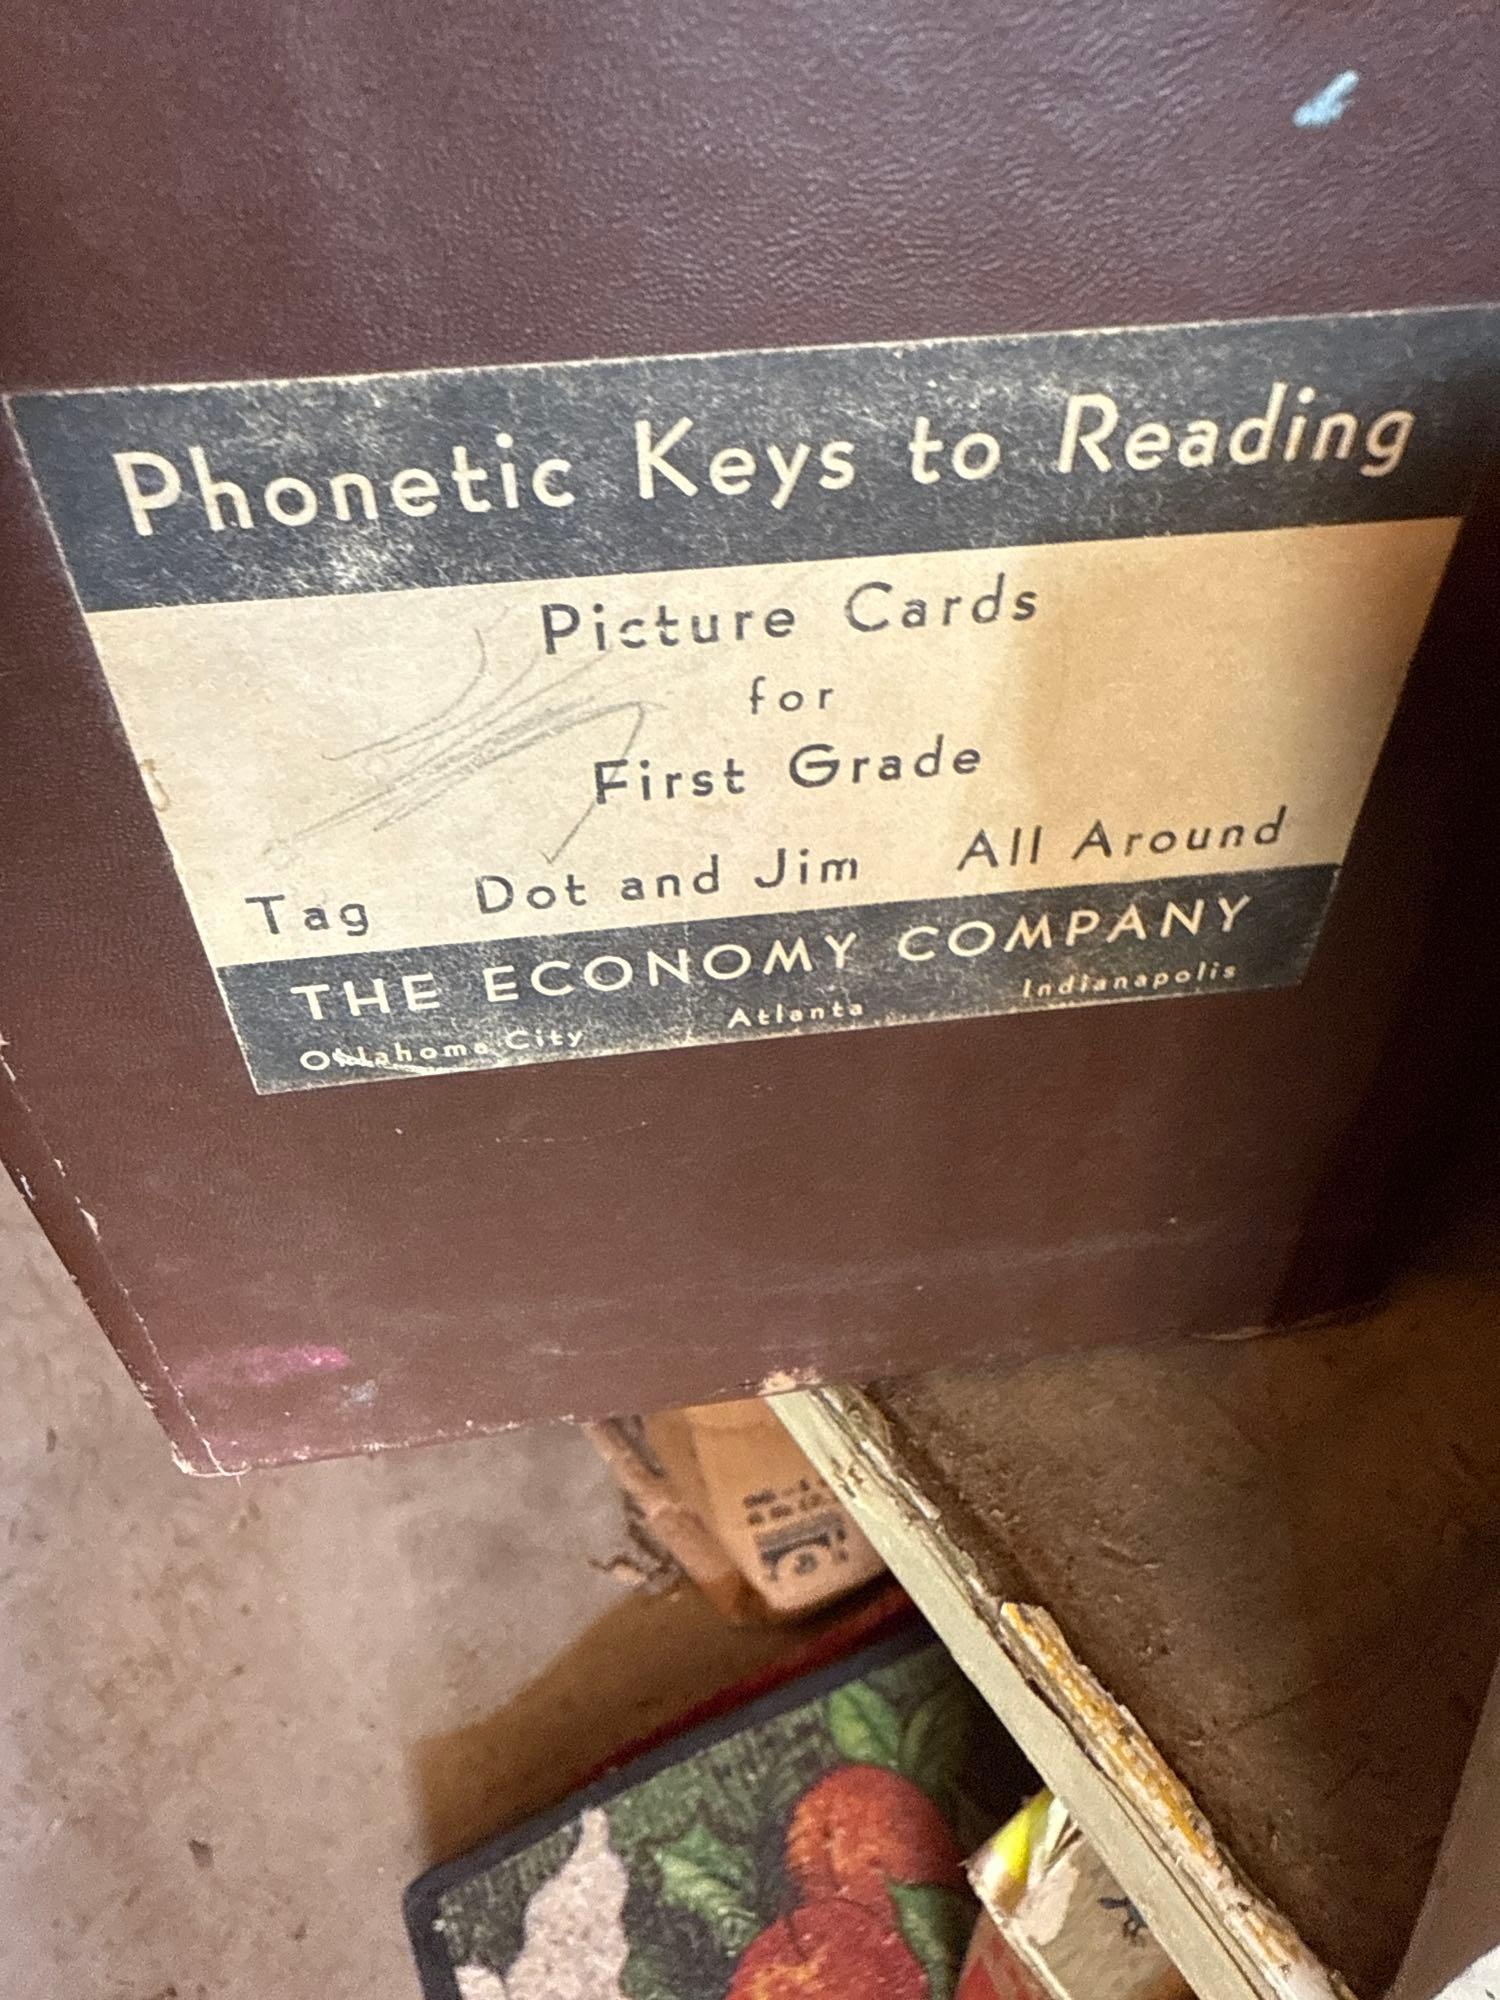 Phonetic Keys to Reading
Picture Cards
for
First Grade
Tag Dot and Jim All Around
THE ECONOMY COMPANY
Oklahoma City Atlanta Indianapolis